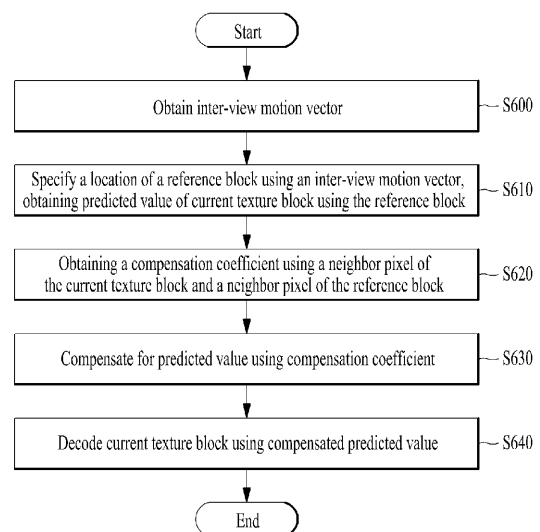 Start
Obtain inter-view motion vector
S600
Specify a location of a reference block using an inter-view motion vector,
obtaining predicted value of current texture block using the reference block
S610
Obtaining a compensation coefficient using a neighbor pixel of
the current texture block and a neighbor pixel of the reference block
S620
Compensate for predicted value using compensation coefficient
S630
Decode current texture block using compensated predicted value
S640
End